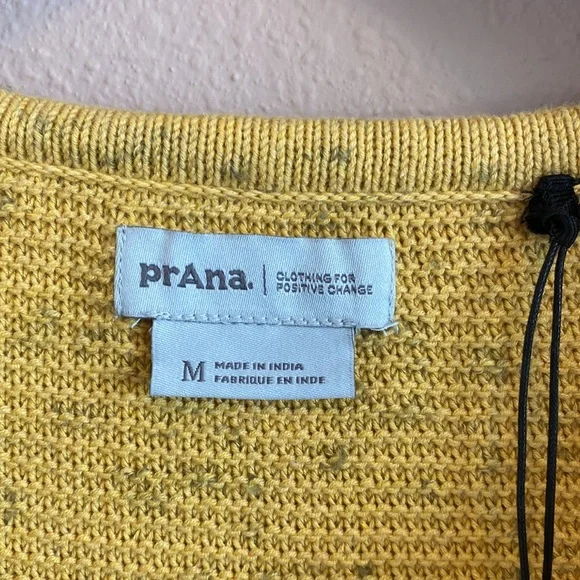 prAna.
CLOTHING FOR
POSITIVE CHANGE
M
MADE IN INDIA
FABRIQUE EN INDE